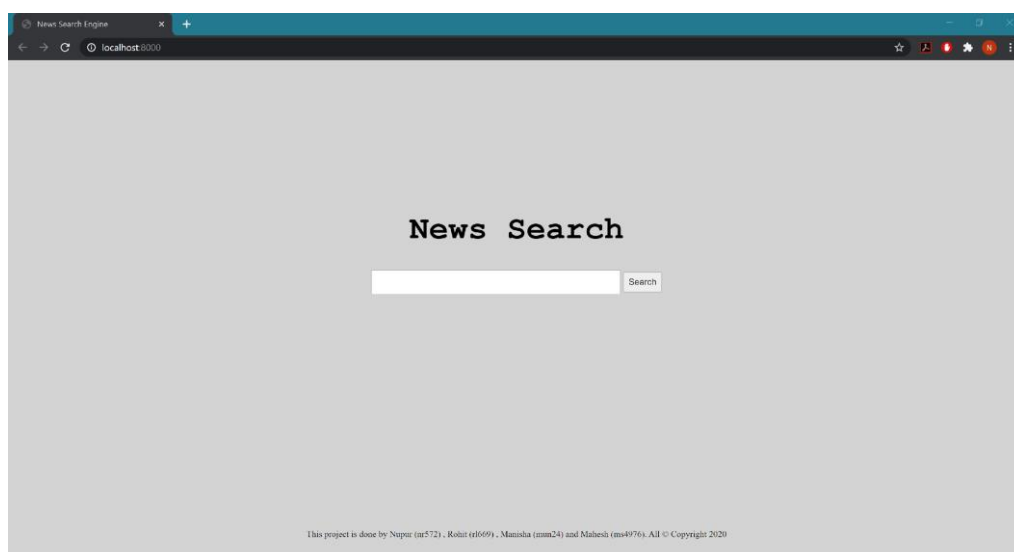 News Search Engine
localhost:8000
N
News Search
Search
This project is done by Nupur (nr572) , Rohit (rl669) , Manisha (mm24) and Mahesh (ms4976). All © Copyright 2020